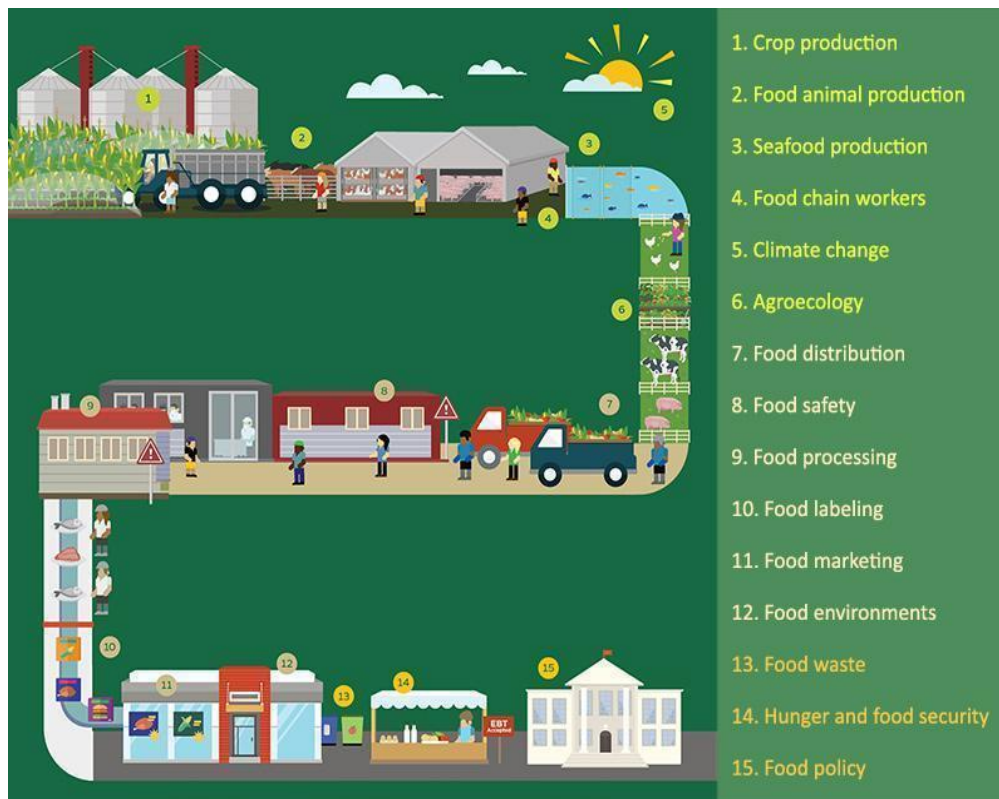 1. Crop production
2. Food animal production
3. Seafood production
4. Food chain workers
5. Climate change
6. Agroecology
7. Food distribution
8. Food safety
9. Food processing
10. Food labeling
11. Food marketing
12. Food environments
13. Food waste
14. Hunger and food security
15. Food policy
1
2
3
5
4
6
7
8
9
10
11
12
13
14
15
EBT
Accepted